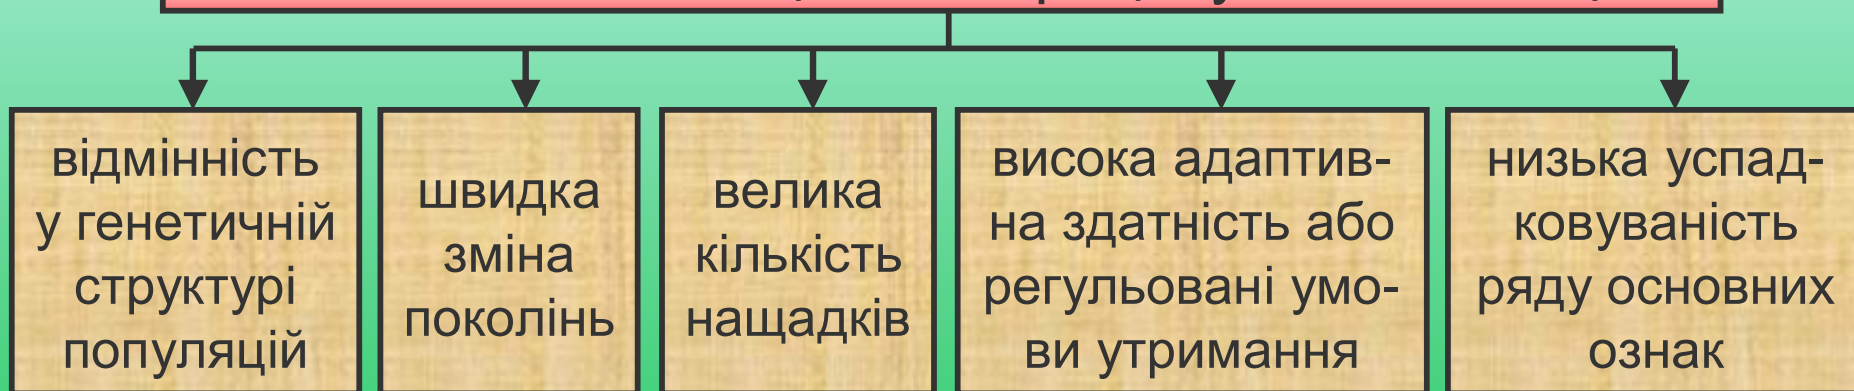 відмінність
у генетичній
структурі
популяцій
швидка
зміна
поколінь
велика
кількість
нащадків
висока адаптив-
на здатність або
регульовані умо-
ви утримання
низька успад-
ковуваність
ряду основних
ознак